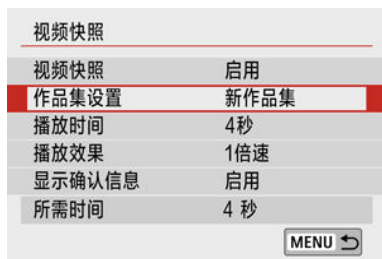 视频快照
视频快照 启用
作品集设置 新作品集
播放时间 4秒
播放效果 1倍速
显示确认信息 启用
所需时间 4 秒
MENU